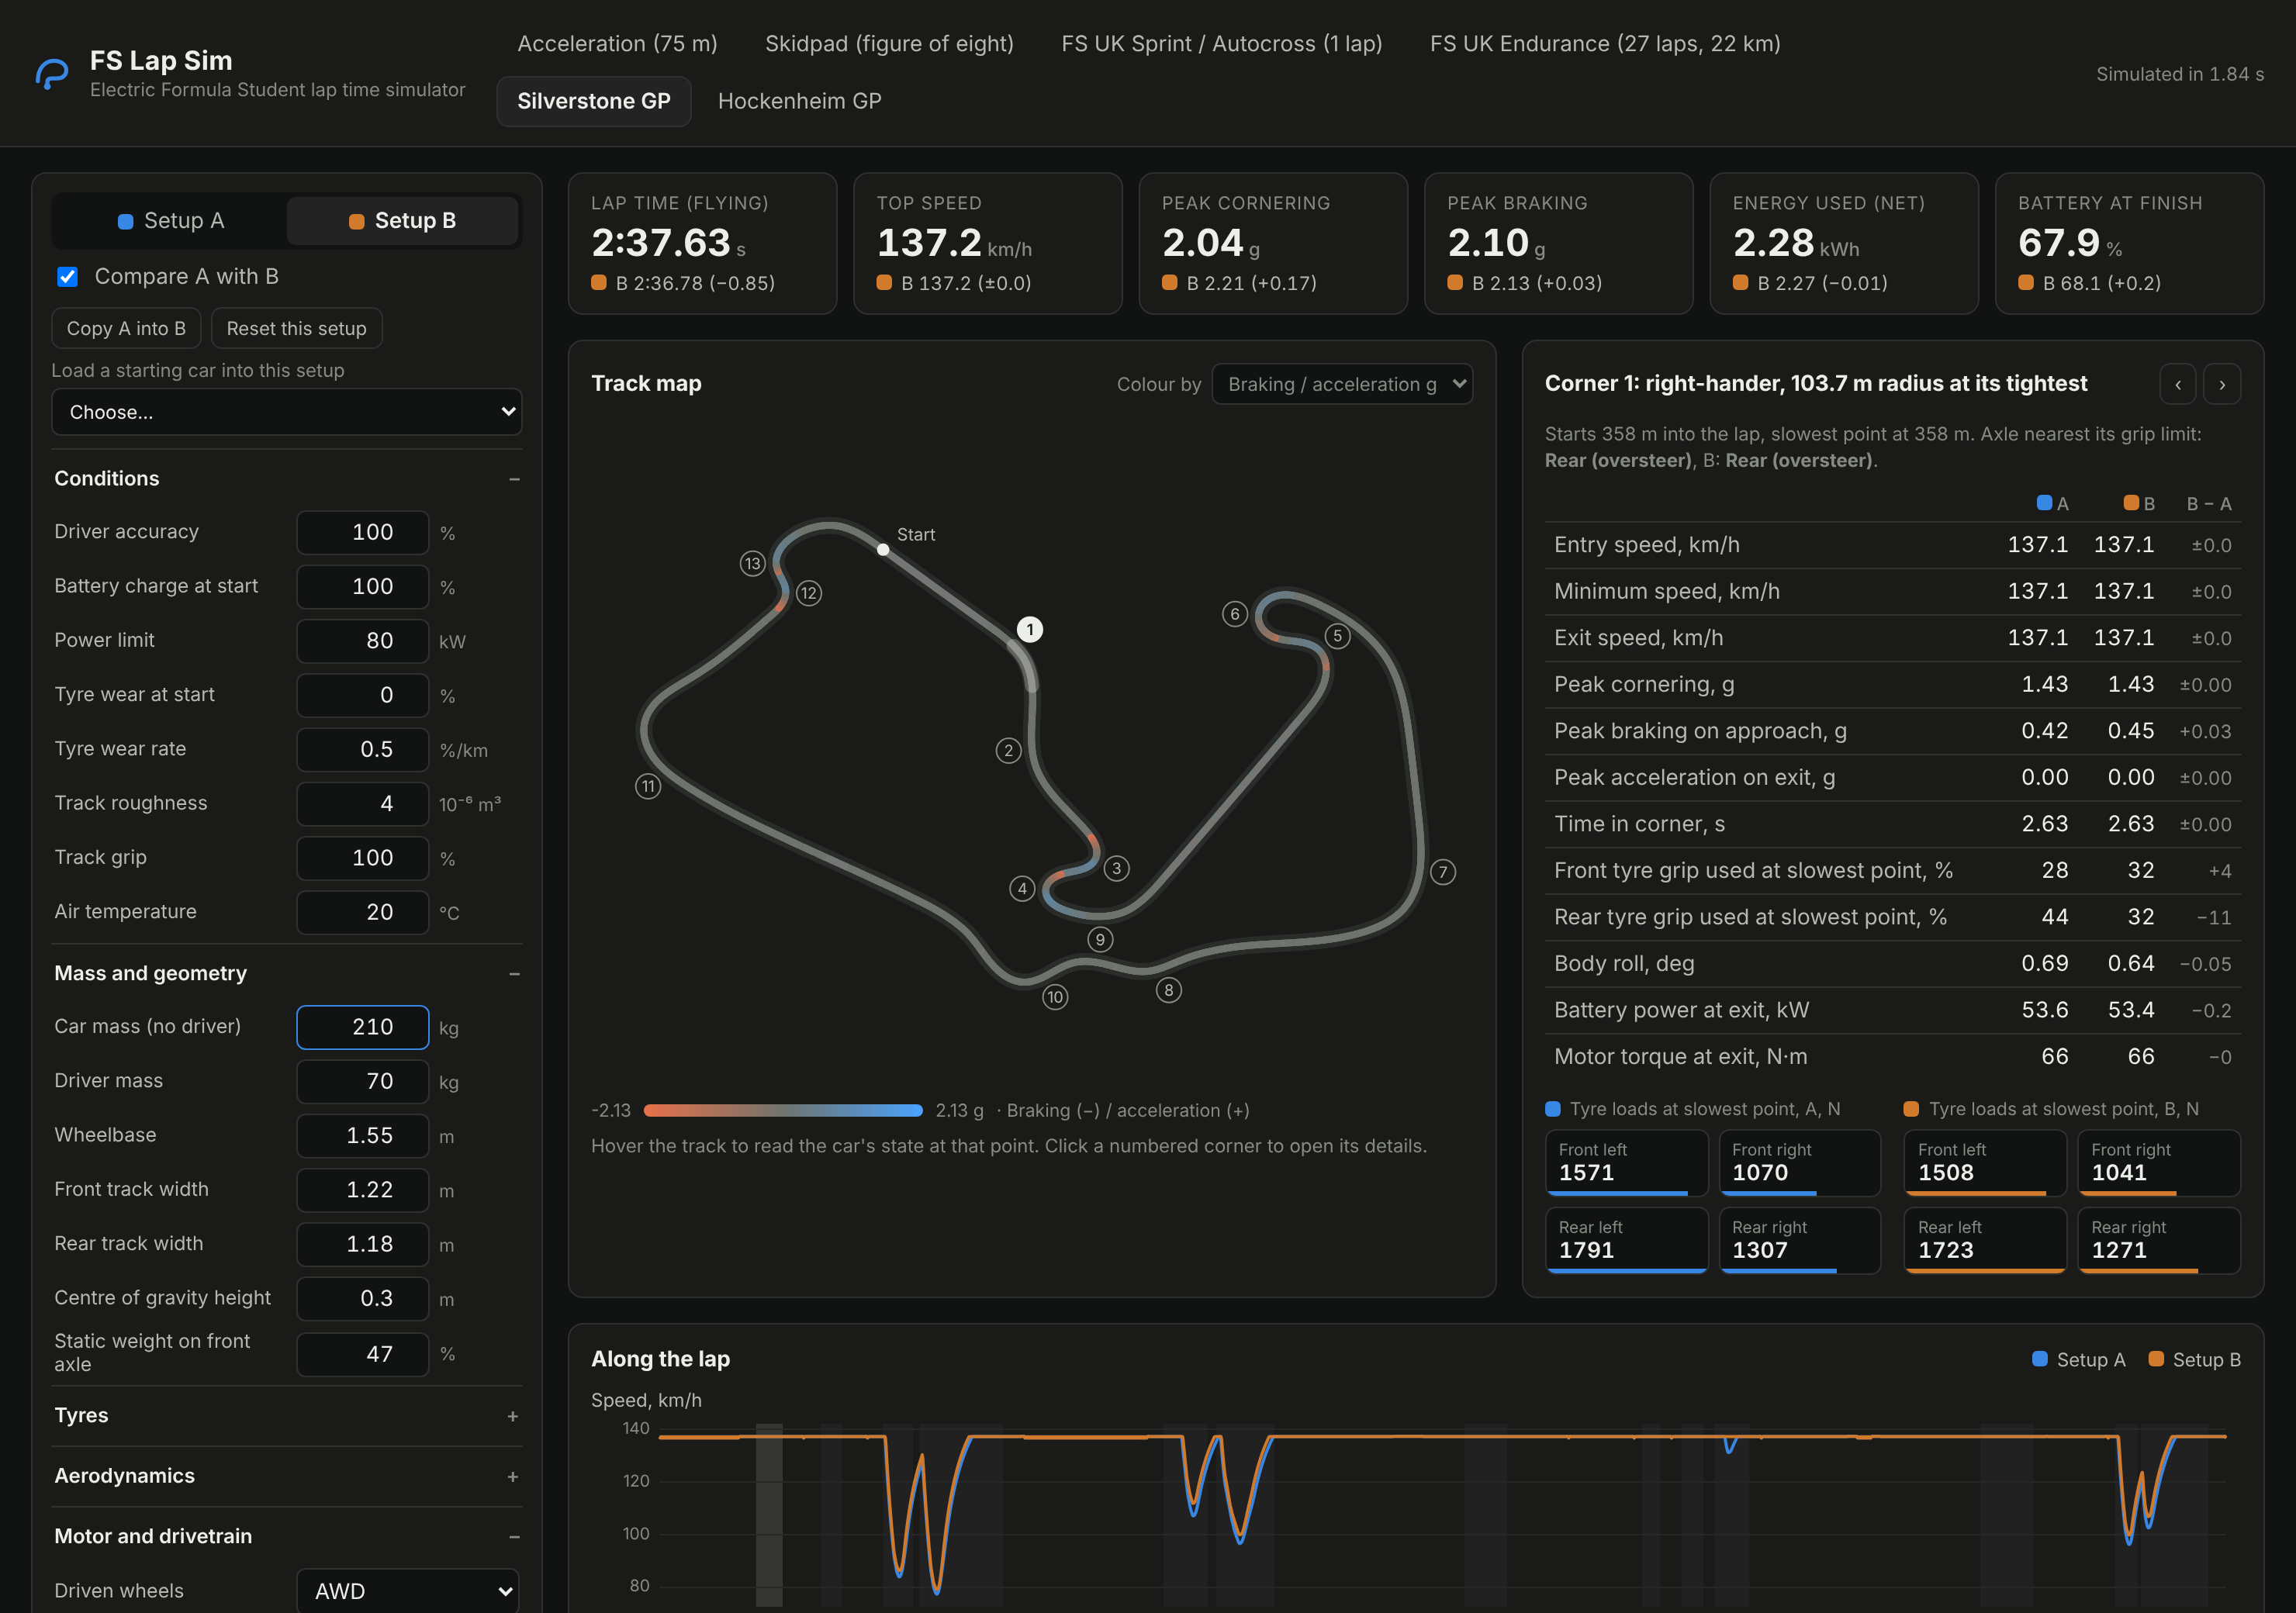 FS Lap Sim
Electric Formula Student lap time simulator
Acceleration (75 m)
Skidpad (figure of eight)
FS UK Sprint / Autocross (1 lap)
FS UK Endurance (27 laps, 22 km)
Silverstone GP
Hockenheim GP
Simulated in 1.84 s
Setup A
Setup B
Compare A with B
Copy A into B
Reset this setup
Load a starting car into this setup
Choose...
Conditions −
Driver accuracy 100 %
Battery charge at start 100 %
Power limit 80 kW
Tyre wear at start 0 %
Tyre wear rate 0.5 %/km
Track roughness 4 10⁻⁶ m³
Track grip 100 %
Air temperature 20 °C
Mass and geometry −
Car mass (no driver) 210 kg
Driver mass 70 kg
Wheelbase 1.55 m
Front track width 1.22 m
Rear track width 1.18 m
Centre of gravity height 0.3 m
Static weight on front
axle 47 %
Tyres +
Aerodynamics +
Motor and drivetrain −
Driven wheels AWD
LAP TIME (FLYING)
2:37.63 s
B 2:36.78 (−0.85)
TOP SPEED
137.2 km/h
B 137.2 (±0.0)
PEAK CORNERING
2.04 g
B 2.21 (+0.17)
PEAK BRAKING
2.10 g
B 2.13 (+0.03)
ENERGY USED (NET)
2.28 kWh
B 2.27 (−0.01)
BATTERY AT FINISH
67.9 %
B 68.1 (+0.2)
Track map
Colour by Braking / acceleration g
Start
13
12
1
6
5
2
11
3
4
7
9
8
10
-2.13 2.13 g · Braking (−) / acceleration (+)
Hover the track to read the car's state at that point. Click a numbered corner to open its details.
Corner 1: right-hander, 103.7 m radius at its tightest ‹ ›
Starts 358 m into the lap, slowest point at 358 m. Axle nearest its grip limit:
Rear (oversteer), B: Rear (oversteer).
A B B − A
Entry speed, km/h 137.1 137.1 ±0.0
Minimum speed, km/h 137.1 137.1 ±0.0
Exit speed, km/h 137.1 137.1 ±0.0
Peak cornering, g 1.43 1.43 ±0.00
Peak braking on approach, g 0.42 0.45 +0.03
Peak acceleration on exit, g 0.00 0.00 ±0.00
Time in corner, s 2.63 2.63 ±0.00
Front tyre grip used at slowest point, % 28 32 +4
Rear tyre grip used at slowest point, % 44 32 −11
Body roll, deg 0.69 0.64 −0.05
Battery power at exit, kW 53.6 53.4 −0.2
Motor torque at exit, N·m 66 66 −0
Tyre loads at slowest point, A, N
Front left
1571
Front right
1070
Rear left
1791
Rear right
1307
Tyre loads at slowest point, B, N
Front left
1508
Front right
1041
Rear left
1723
Rear right
1271
Along the lap
Setup A
Setup B
Speed, km/h
140
120
100
80